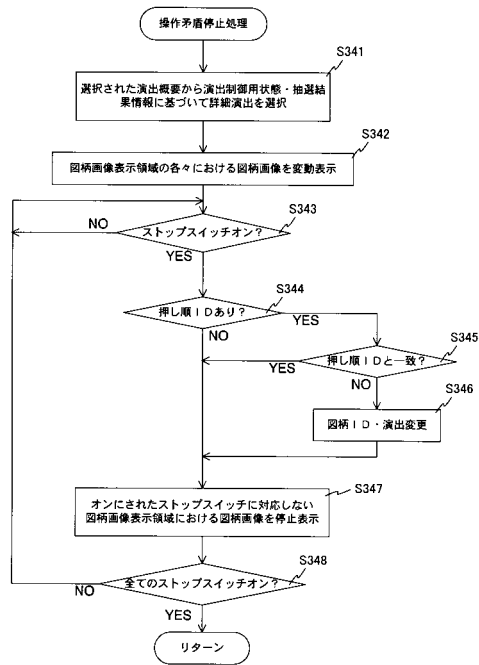 操作矛盾停止処理
S341
選択された演出概要から演出制御用状態・抽選結
果情報に基づいて詳細演出を選択
S342
図柄画像表示領域の各々における図柄画像を変動表示
S343
NO
ストップスイッチオン？
YES
S344
押し順ＩＤあり？
YES
NO
S345
押し順ＩＤと一致？
YES
NO
S346
図柄ＩＤ・演出変更
S347
オンにされたストップスイッチに対応しない
図柄画像表示領域における図柄画像を停止表示
S348
全てのストップスイッチオン？
NO
YES
リターン